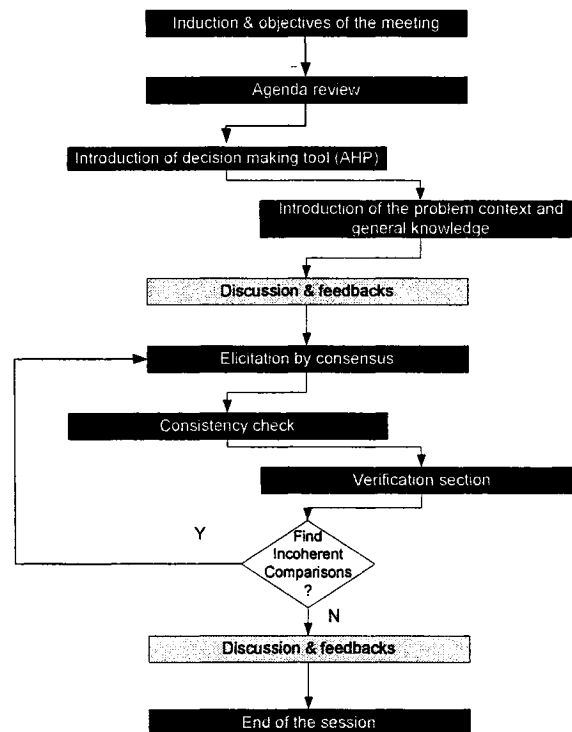 Induction & objectives of the meeting
Agenda review
Introduction of decision making tool (AHP)
Introduction of the problem context and
general knowledge
Discussion & feedbacks
Elicitation by consensus
Consistency check
Verification section
Y
Find
Incoherent
Comparisons
?
N
Discussion & feedbacks
End of the session